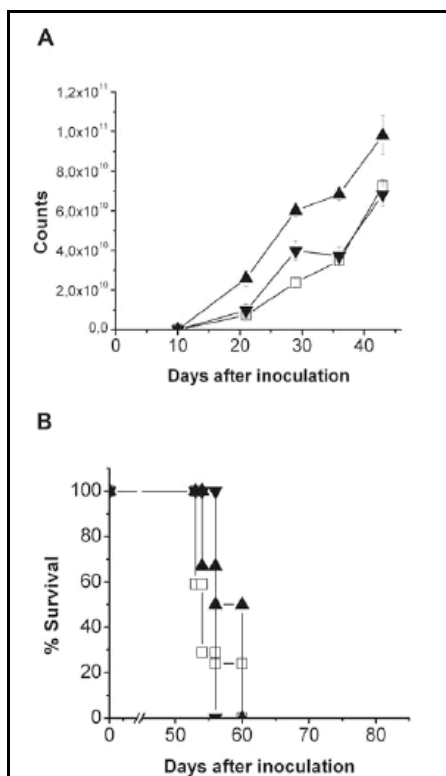 A
1,2x10¹¹
1,0x10¹¹
8,0x10¹⁰
6,0x10¹⁰
4,0x10¹⁰
2,0x10¹⁰
0,0
Counts
0 10 20 30 40
Days after inoculation
B
100
80
60
40
20
0
% Survival
0 50 60 70 80
Days after inoculation